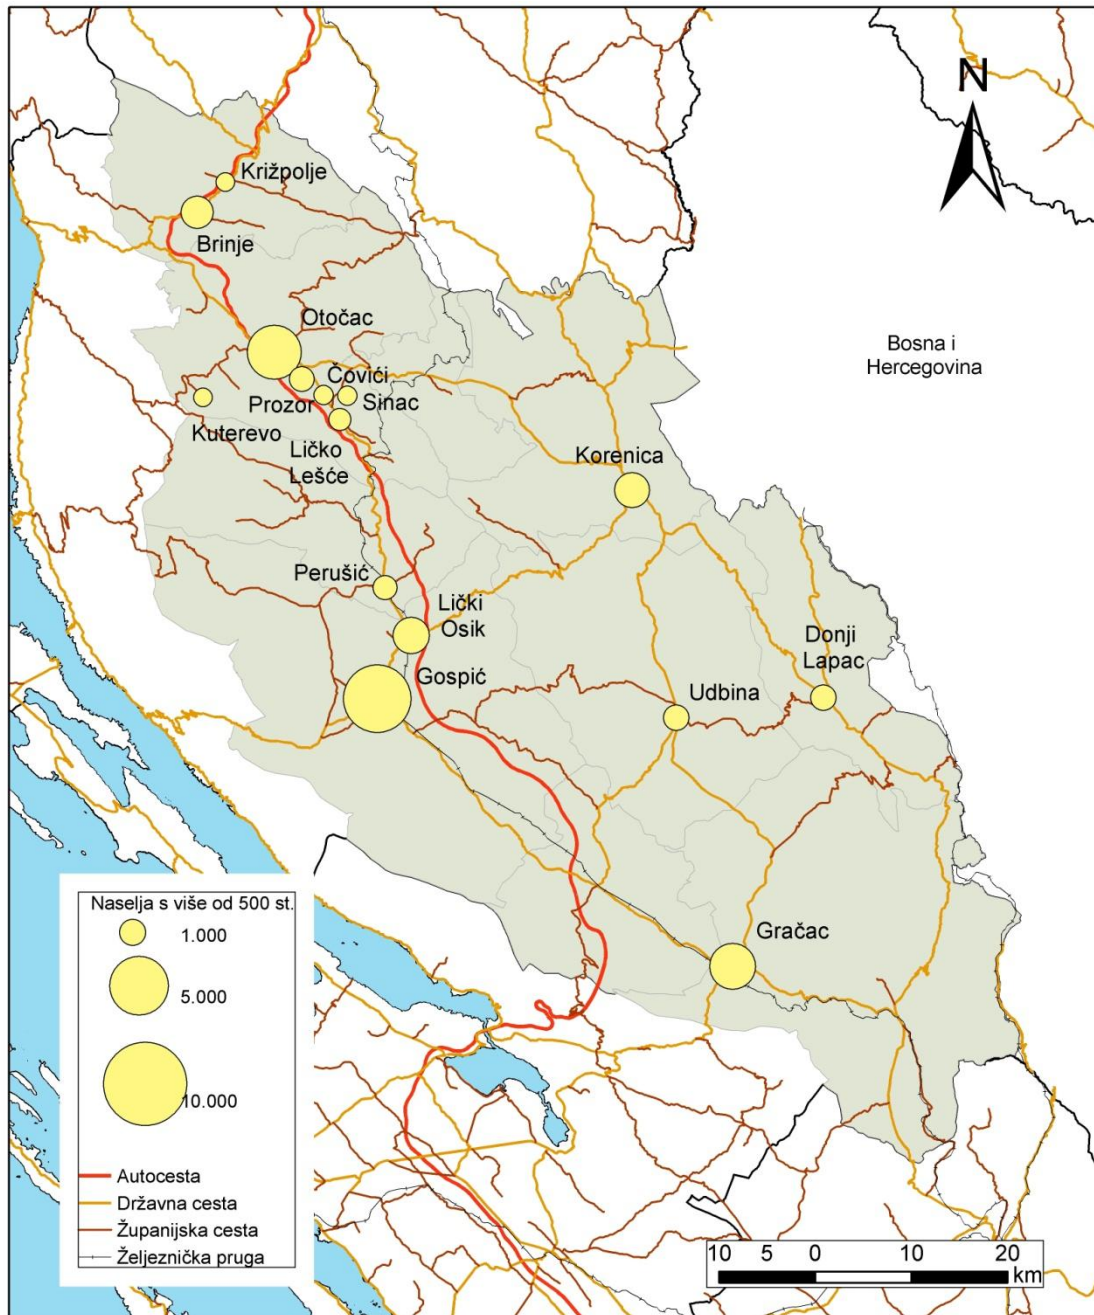 N
Križpolje
Brinje
Otočac
Bosna i
Hercegovina
Čovići
Prozor
Sinac
Kuterevo
Ličko
Lešće
Korenica
Perušić
Lički
Osik
Donji
Lapac
Gospić
Udbina
Gračac
Naselja s više od 500 st.
1.000
5.000
10.000
Autocesta
Državna cesta
Županijska cesta
Željeznička pruga
10 5 0 10 20
km